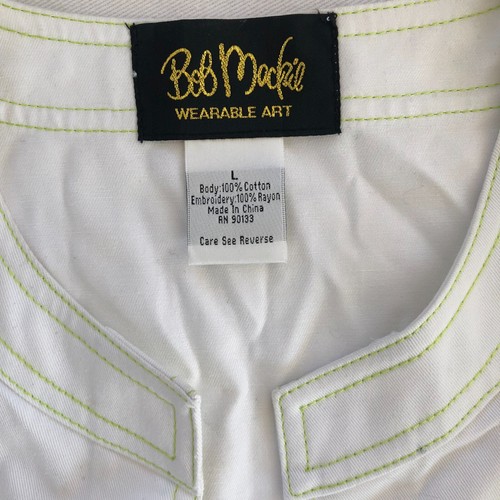 Bob Mackie
WEARABLE ART
L
Body:100% Cotton
Embroidery:100% Rayon
Made In China
RN 90133
Care See Reverse